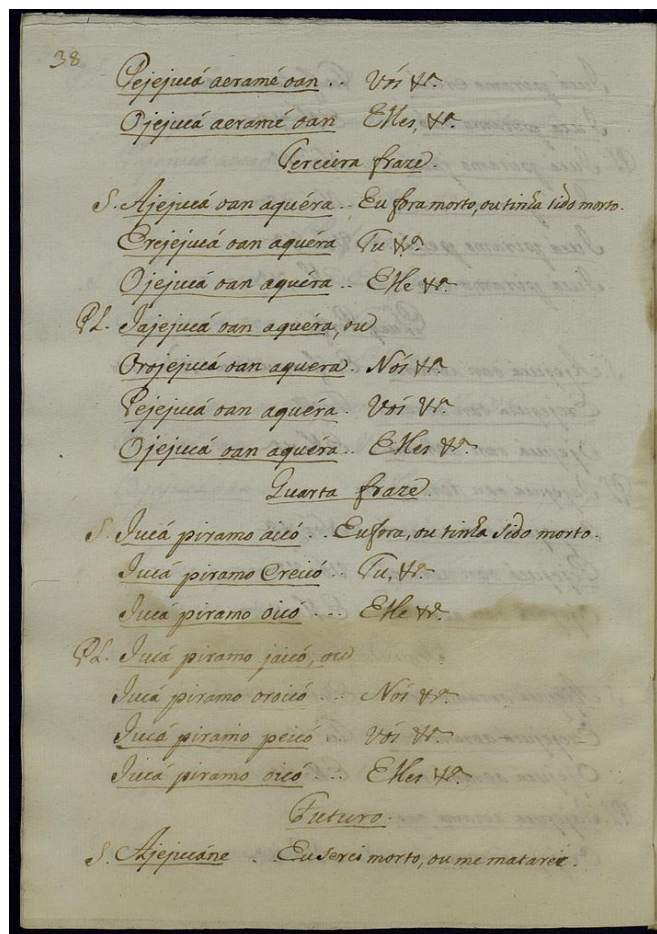 38
Pejejucá aeramé oan . Vós &ª.
Ojejucá aeramé oan Elles, &ª.
Terceira fraze.
S. Ajejucá oan aquéra .. Eu fora morto, ou tinha sido morto.
Erejejucá oan aquéra Tu &ª.
Ojejucá oan aquéra .. Elle &ª.
PL. Jajejucá oan aquéra, ou
Orojejucá oan aquera . Nós &ª.
Pejejucá oan aquéra . Vós &ª.
Ojejucá oan aquéra .. Elles &ª.
Quarta fraze.
S. Jucá piramo aicó .. Eu fora, ou tinha sido morto.
Jucá piramo Ereicó .. Tu, &ª.
Jucá piramo oicó .... Elle &ª.
PL. Jucá piramo jaicó, ou
Jucá piramo oroicó ... Nós &ª.
Jucá piramo peicó ... Vós &ª.
Jucá piramo oicó ... Elles &ª.
Futuro.
S. Ajejucáne .. Eu serei morto, ou me matarei.